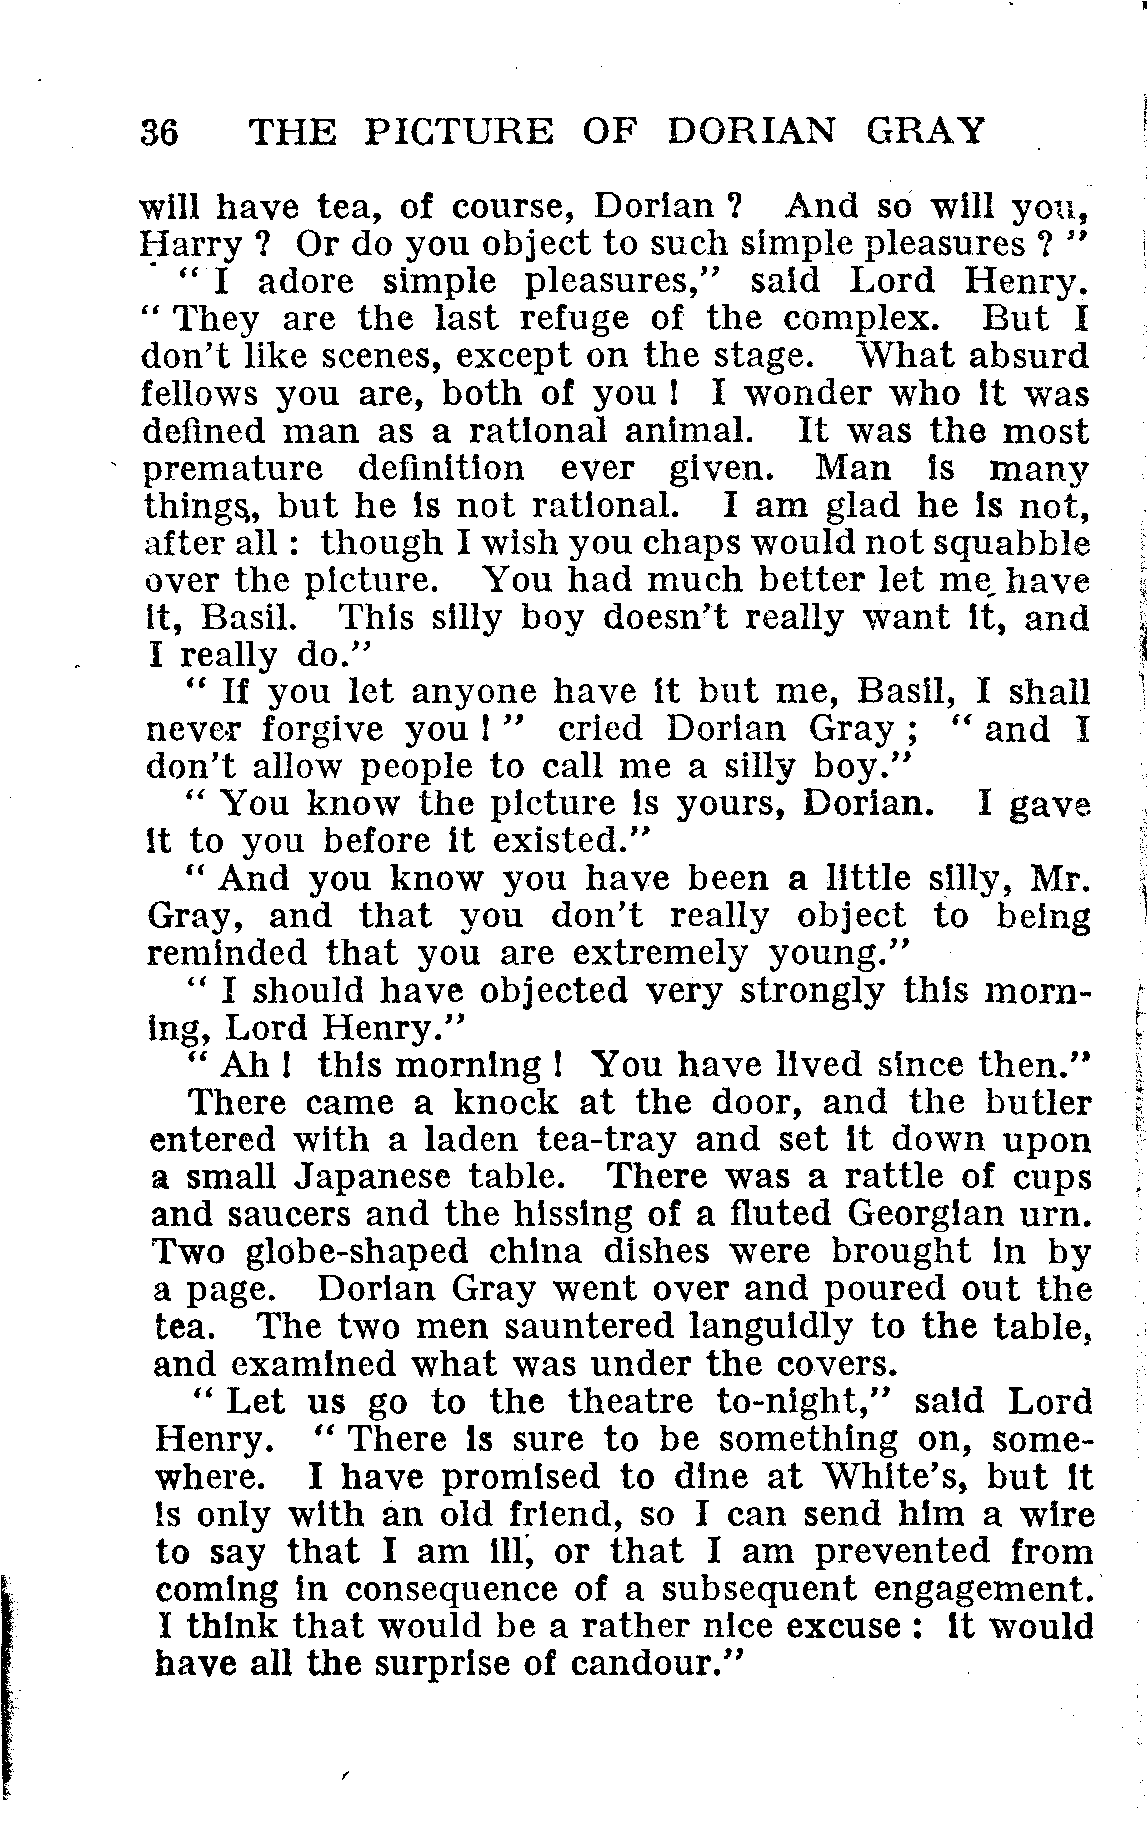 36 THE PICTURE OF DORIAN GRAY
will have tea, of course, Dorian ? And so will you,
Harry ? Or do you object to such simple pleasures ? "
" I adore simple pleasures," said Lord Henry.
" They are the last refuge of the complex. But I
don't like scenes, except on the stage. What absurd
fellows you are, both of you ! I wonder who it was
defined man as a rational animal. It was the most
premature definition ever given. Man is many
things, but he is not rational. I am glad he is not,
after all : though I wish you chaps would not squabble
over the picture. You had much better let me have
it, Basil. This silly boy doesn't really want it, and
I really do."
" If you let anyone have it but me, Basil, I shall
never forgive you ! " cried Dorian Gray ; " and I
don't allow people to call me a silly boy."
" You know the picture is yours, Dorian. I gave
it to you before it existed."
" And you know you have been a little silly, Mr.
Gray, and that you don't really object to being
reminded that you are extremely young."
" I should have objected very strongly this morn-
ing, Lord Henry."
" Ah ! this morning ! You have lived since then."
There came a knock at the door, and the butler
entered with a laden tea-tray and set it down upon
a small Japanese table. There was a rattle of cups
and saucers and the hissing of a fluted Georgian urn.
Two globe-shaped china dishes were brought in by
a page. Dorian Gray went over and poured out the
tea. The two men sauntered languidly to the table,
and examined what was under the covers.
" Let us go to the theatre to-night," said Lord
Henry. " There is sure to be something on, some-
where. I have promised to dine at White's, but it
is only with an old friend, so I can send him a wire
to say that I am ill, or that I am prevented from
coming in consequence of a subsequent engagement.
I think that would be a rather nice excuse : it would
have all the surprise of candour."